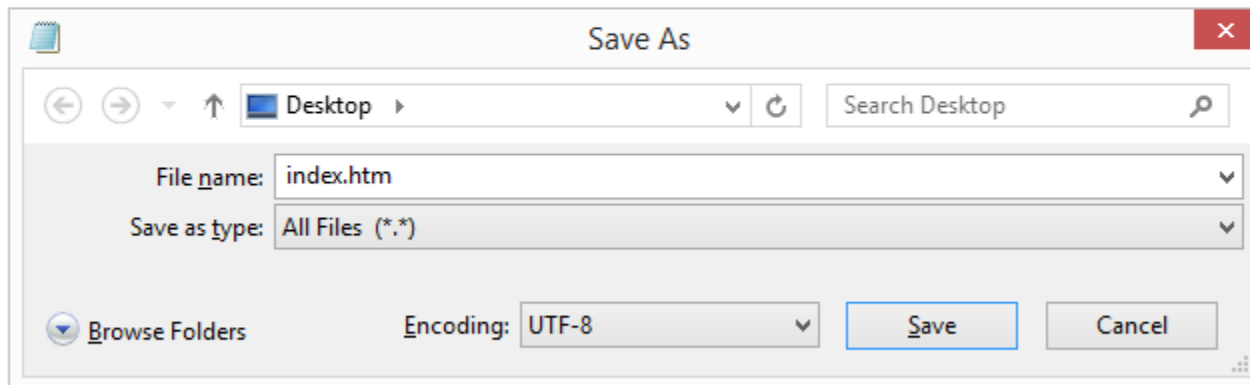 Save As
Desktop
Search Desktop
File name: index.htm
Save as type: All Files (*.*)
Browse Folders Encoding: UTF-8 Save Cancel